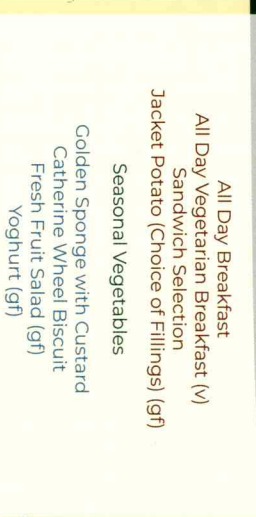 All Day Breakfast
All Day Vegetarian Breakfast (v)
Sandwich Selection
Jacket Potato (Choice of Fillings) (gf)
Seasonal Vegetables
Golden Sponge with Custard
Catherine Wheel Biscuit
Fresh Fruit Salad (gf)
Yoghurt (gf)